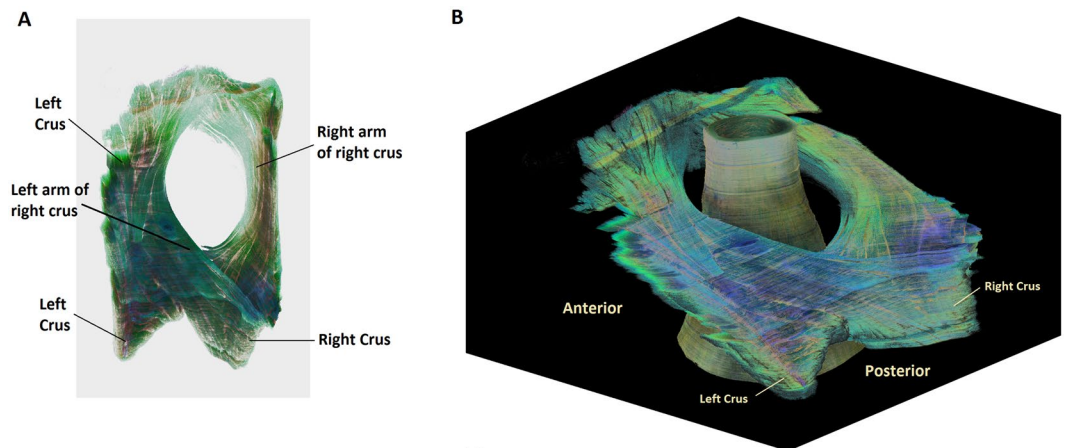 A
Left
Crus
Right arm
of right crus
Left arm of
right crus
Left
Crus
Right Crus
B
Anterior
Right Crus
Posterior
Left Crus